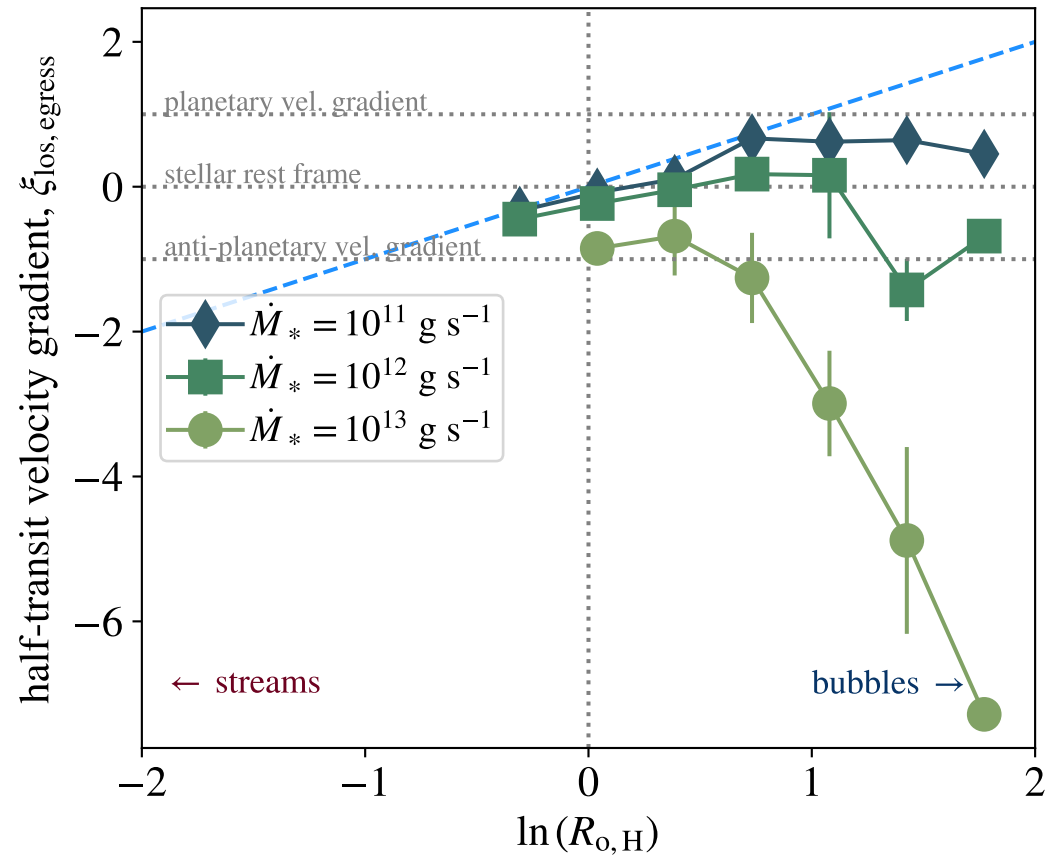 2
0
−2
−4
−6
half-transit velocity gradient, ξlos, egress
planetary vel. gradient
stellar rest frame
anti-planetary vel. gradient
Ṁ* = 10¹¹ g s⁻¹
Ṁ* = 10¹² g s⁻¹
Ṁ* = 10¹³ g s⁻¹
← streams
bubbles →
−2
−1
0
1
2
ln (Ro, H)